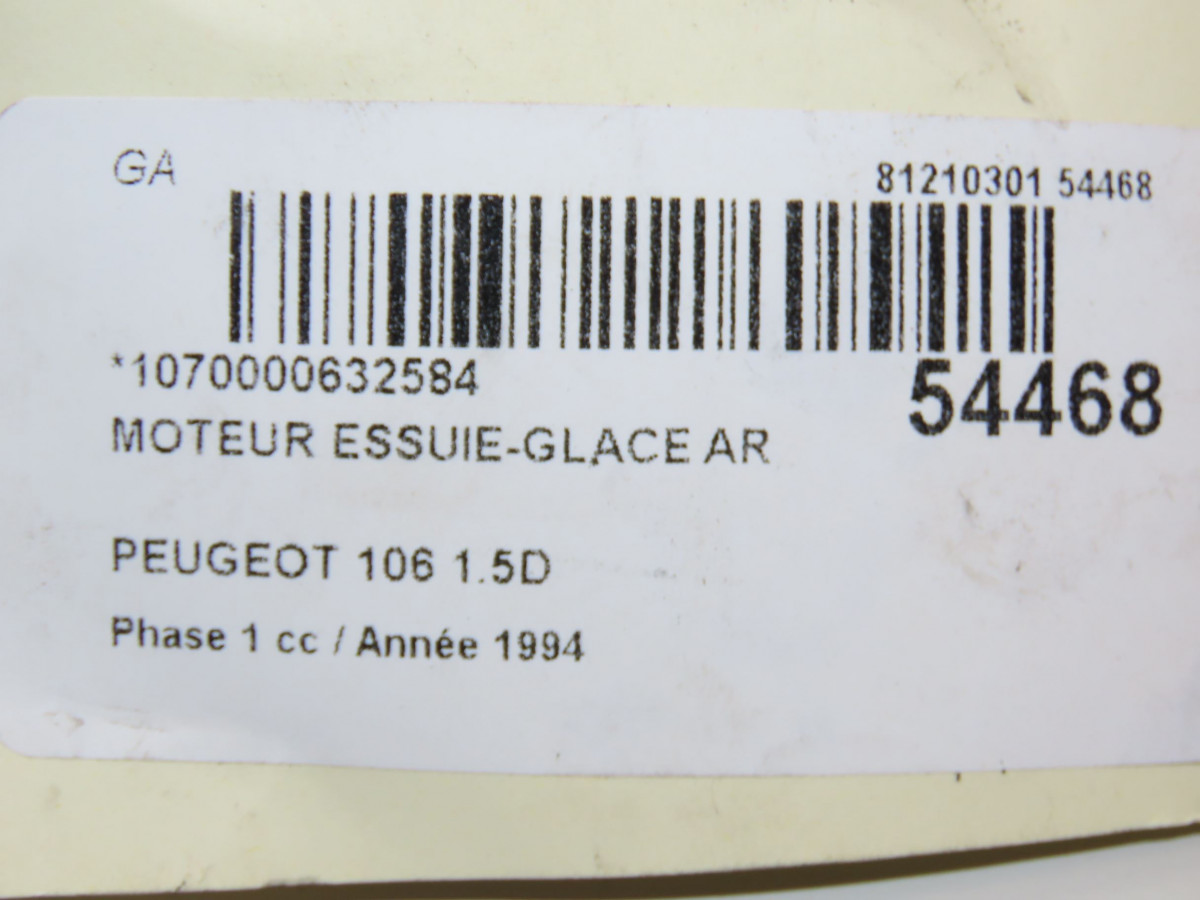 GA
81210301 54468
*1070000632584
54468
MOTEUR ESSUIE-GLACE AR
PEUGEOT 106 1.5D
Phase 1 cc / Année 1994